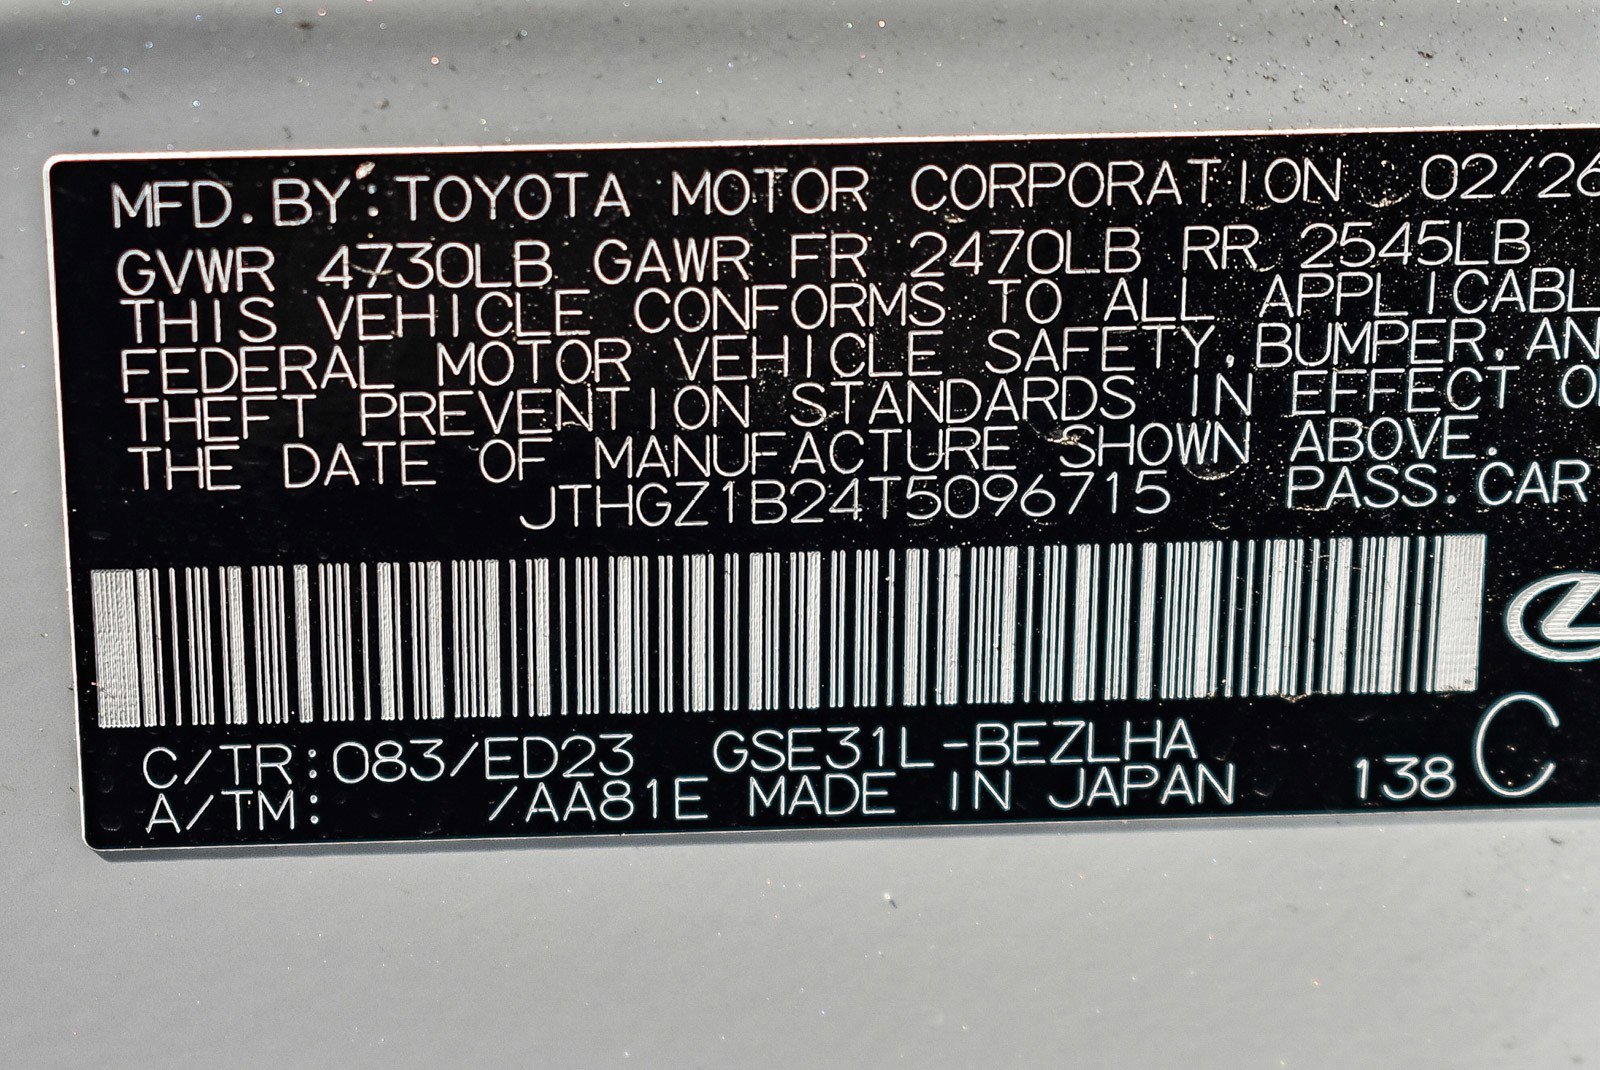 MFD. BY: TOYOTA MOTOR CORPORATION 02/26
GVWR 4730LB GAWR FR 2470LB RR 2545LB
THIS VEHICLE CONFORMS TO ALL APPLICABL
FEDERAL MOTOR VEHICLE SAFETY, BUMPER, AN
THEFT PREVENTION STANDARDS IN EFFECT O
THE DATE OF MANUFACTURE SHOWN ABOVE.
JTHGZ1B24T5096715 PASS. CAR
C/TR:083/ED23 GSE31L-BEZLHA
A/TM: /AA81E MADE IN JAPAN 138 C